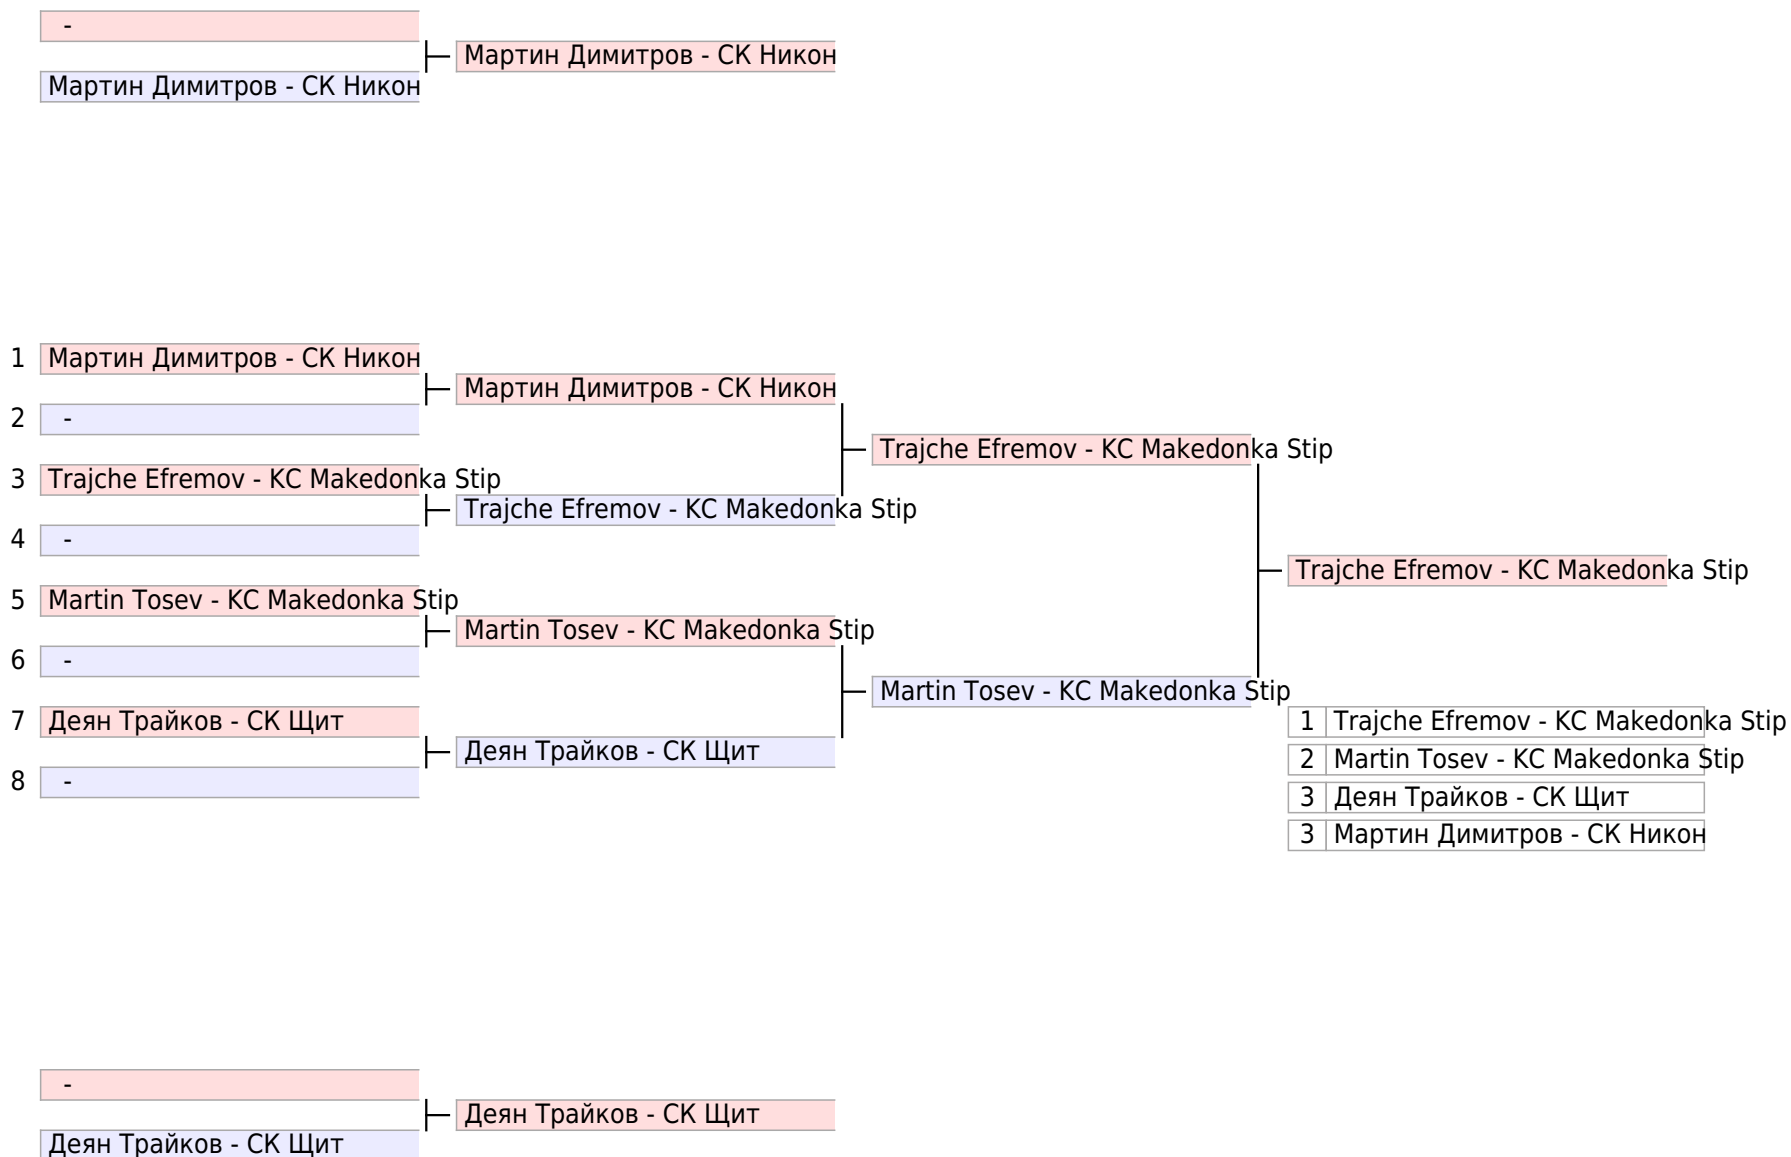 -
Мартин Димитров - СК Никон
Мартин Димитров - СК Никон
1 Мартин Димитров - СК Никон
Мартин Димитров - СК Никон
2 -
Trajche Efremov - KC Makedonka Stip
3 Trajche Efremov - KC Makedonka Stip
Trajche Efremov - KC Makedonka Stip
4 -
Trajche Efremov - KC Makedonka Stip
5 Martin Tosev - KC Makedonka Stip
Martin Tosev - KC Makedonka Stip
6 -
Martin Tosev - KC Makedonka Stip
7 Деян Трайков - СК Щит
1 Trajche Efremov - KC Makedonka Stip
Деян Трайков - СК Щит
2 Martin Tosev - KC Makedonka Stip
8 -
3 Деян Трайков - СК Щит
3 Мартин Димитров - СК Никон
-
Деян Трайков - СК Щит
Деян Трайков - СК Щит